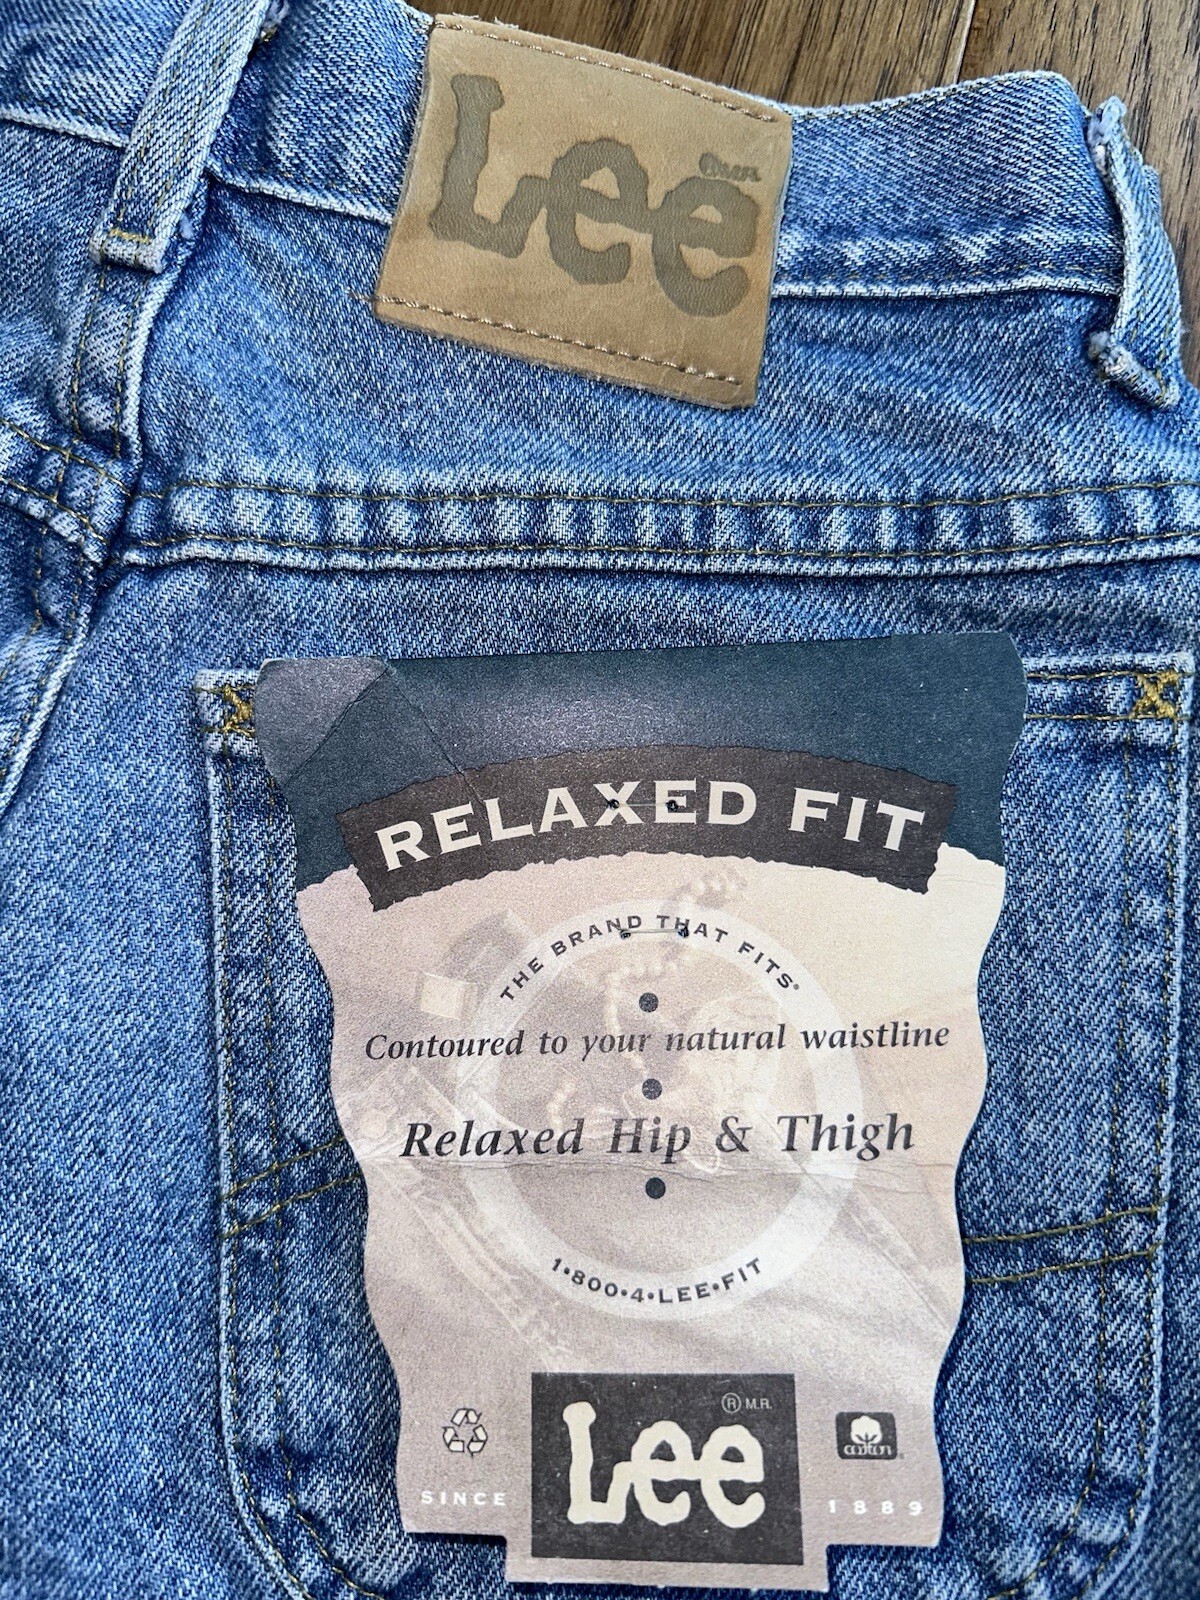 Lee
® M.R.
RELAXED FIT
THE BRAND THAT FITS®
Contoured to your natural waistline
Relaxed Hip & Thigh
1•800•4•LEE•FIT
Lee
® M.R.
cotton
SINCE
1889